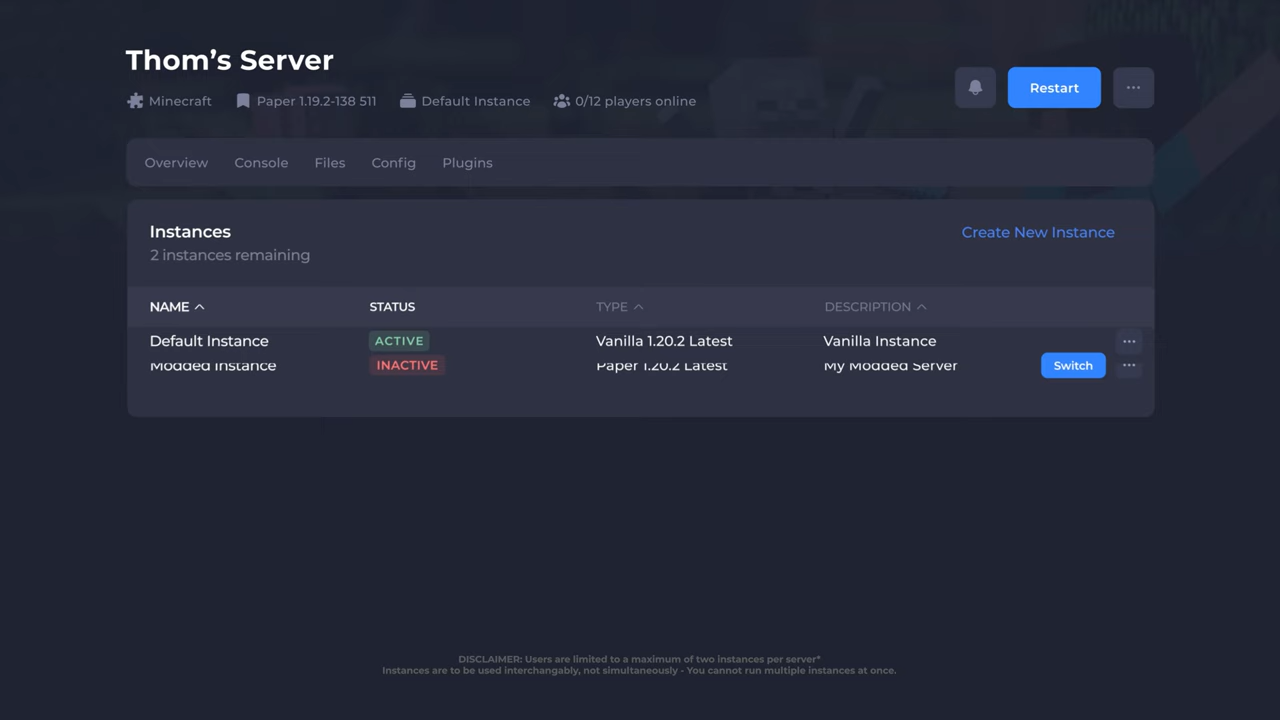 Thom's Server
Minecraft Paper 1.19.2-138 511 Default Instance 0/12 players online
Restart
Overview Console Files Config Plugins
Instances
Create New Instance
2 instances remaining
NAME STATUS TYPE DESCRIPTION
Default Instance ACTIVE Vanilla 1.20.2 Latest Vanilla Instance
Modded Instance INACTIVE Paper 1.20.2 Latest My Modded Server Switch
DISCLAIMER: Users are limited to a maximum of two instances per server*
Instances are to be used interchangably, not simultaneously - You cannot run multiple instances at once.